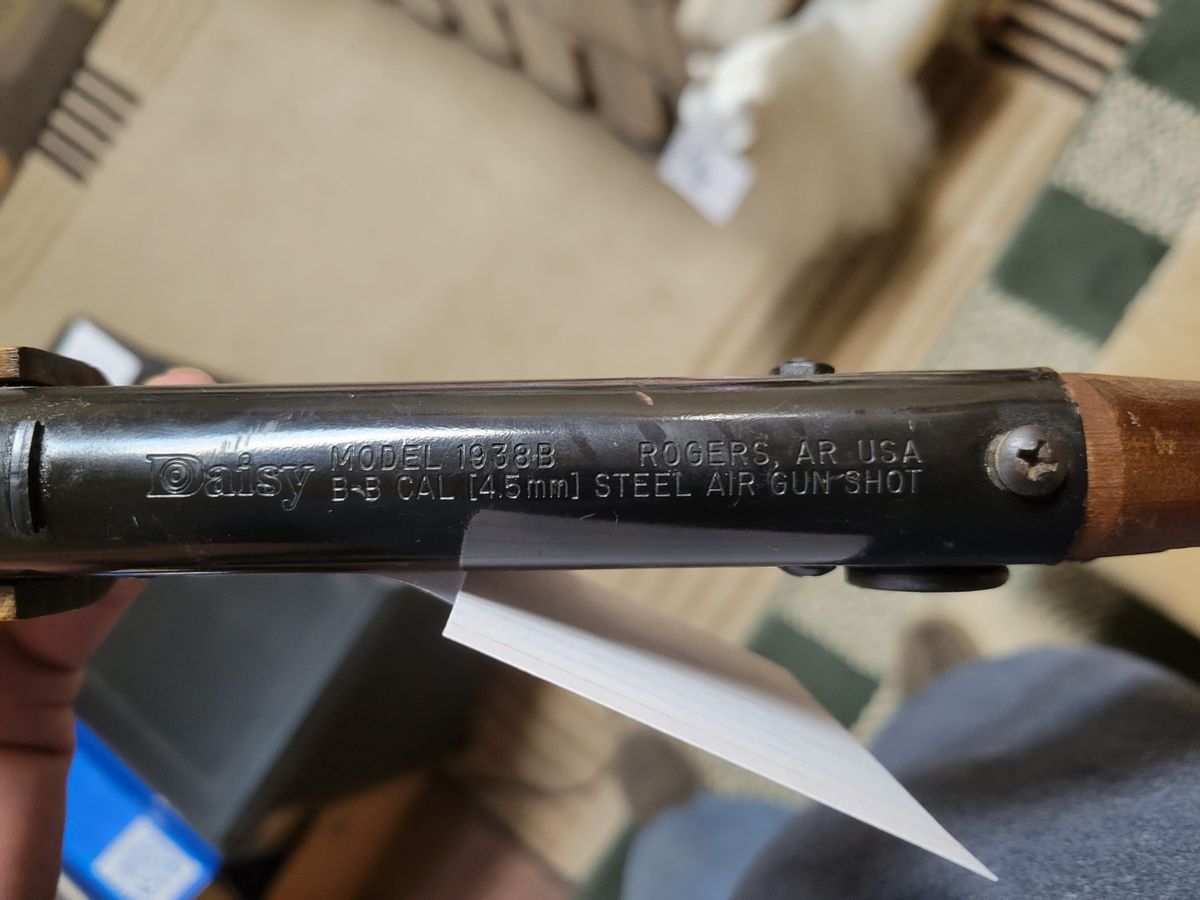 Daisy
MODEL 1938B ROGERS, AR USA
B·B CAL [4.5mm] STEEL AIR GUN SHOT